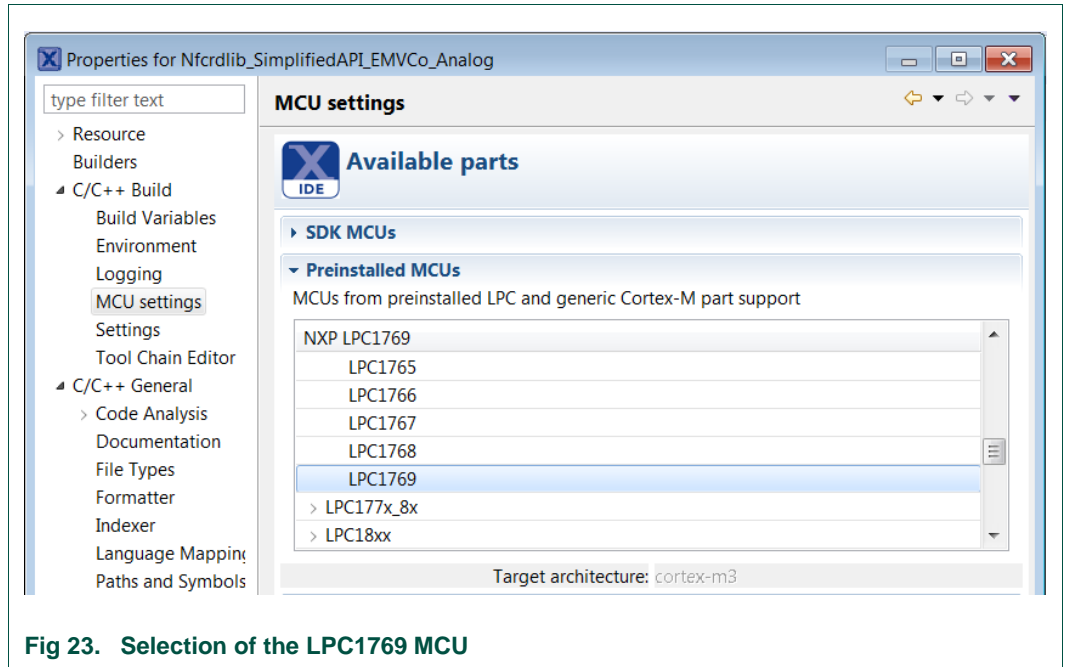 Properties for Nfcrdlib_SimplifiedAPI_EMVCo_Analog
type filter text
Resource
Builders
C/C++ Build
Build Variables
Environment
Logging
MCU settings
Settings
Tool Chain Editor
C/C++ General
Code Analysis
Documentation
File Types
Formatter
Indexer
Language Mapping
Paths and Symbols
MCU settings
X
IDE
Available parts
SDK MCUs
Preinstalled MCUs
MCUs from preinstalled LPC and generic Cortex-M part support
NXP LPC1769
LPC1765
LPC1766
LPC1767
LPC1768
LPC1769
LPC177x_8x
LPC18xx
Target architecture: cortex-m3
Fig 23. Selection of the LPC1769 MCU